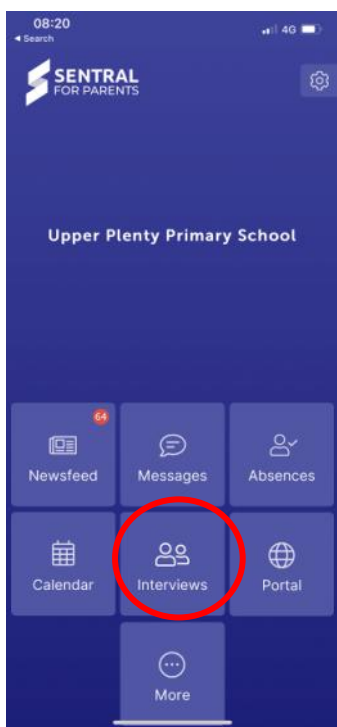 08:20
4G
◄ Search
SENTRAL
FOR PARENTS
Upper Plenty Primary School
64
Newsfeed Messages Absences
Calendar Interviews Portal
More